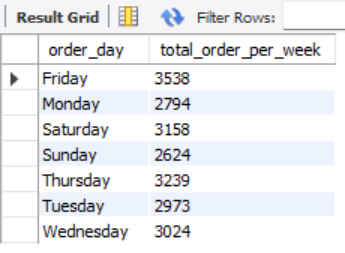 Result Grid Filter Rows:
order_day total_order_per_week
Friday 3538
Monday 2794
Saturday 3158
Sunday 2624
Thursday 3239
Tuesday 2973
Wednesday 3024